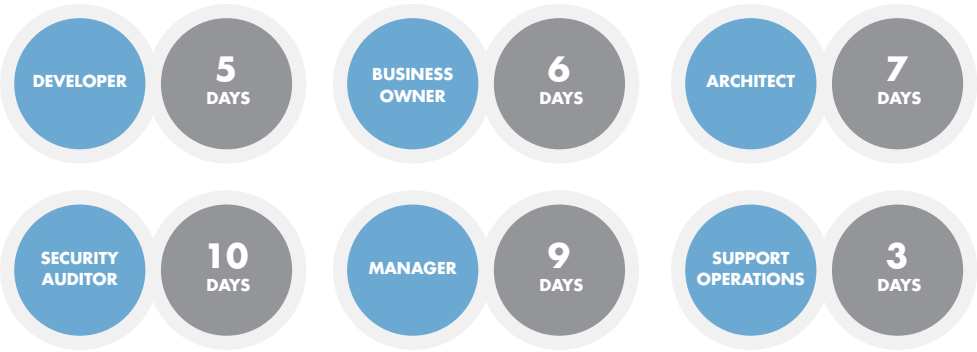 DEVELOPER
5
DAYS
BUSINESS
OWNER
6
DAYS
ARCHITECT
7
DAYS
SECURITY
AUDITOR
10
DAYS
MANAGER
9
DAYS
SUPPORT
OPERATIONS
3
DAYS